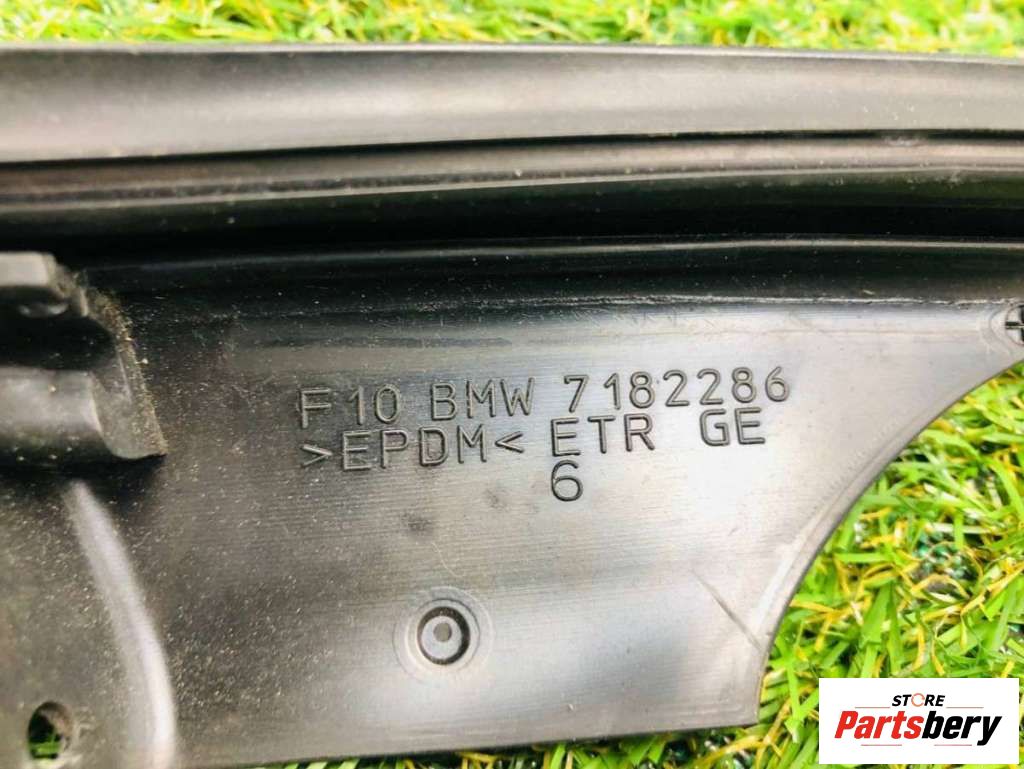 F10 BMW 7182286
>EPDM< ETR GE
6
STORE
Partsbery